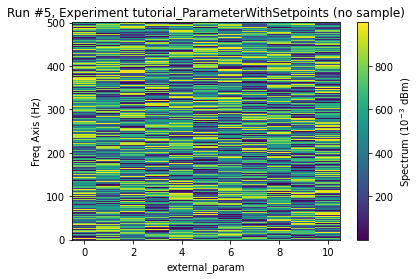 Run #5, Experiment tutorial_ParameterWithSetpoints (no sample)
500
400
300
200
100
0
Freq Axis (Hz)
0 2 4 6 8 10
external_param
800
600
400
200
Spectrum (10⁻³ dBm)